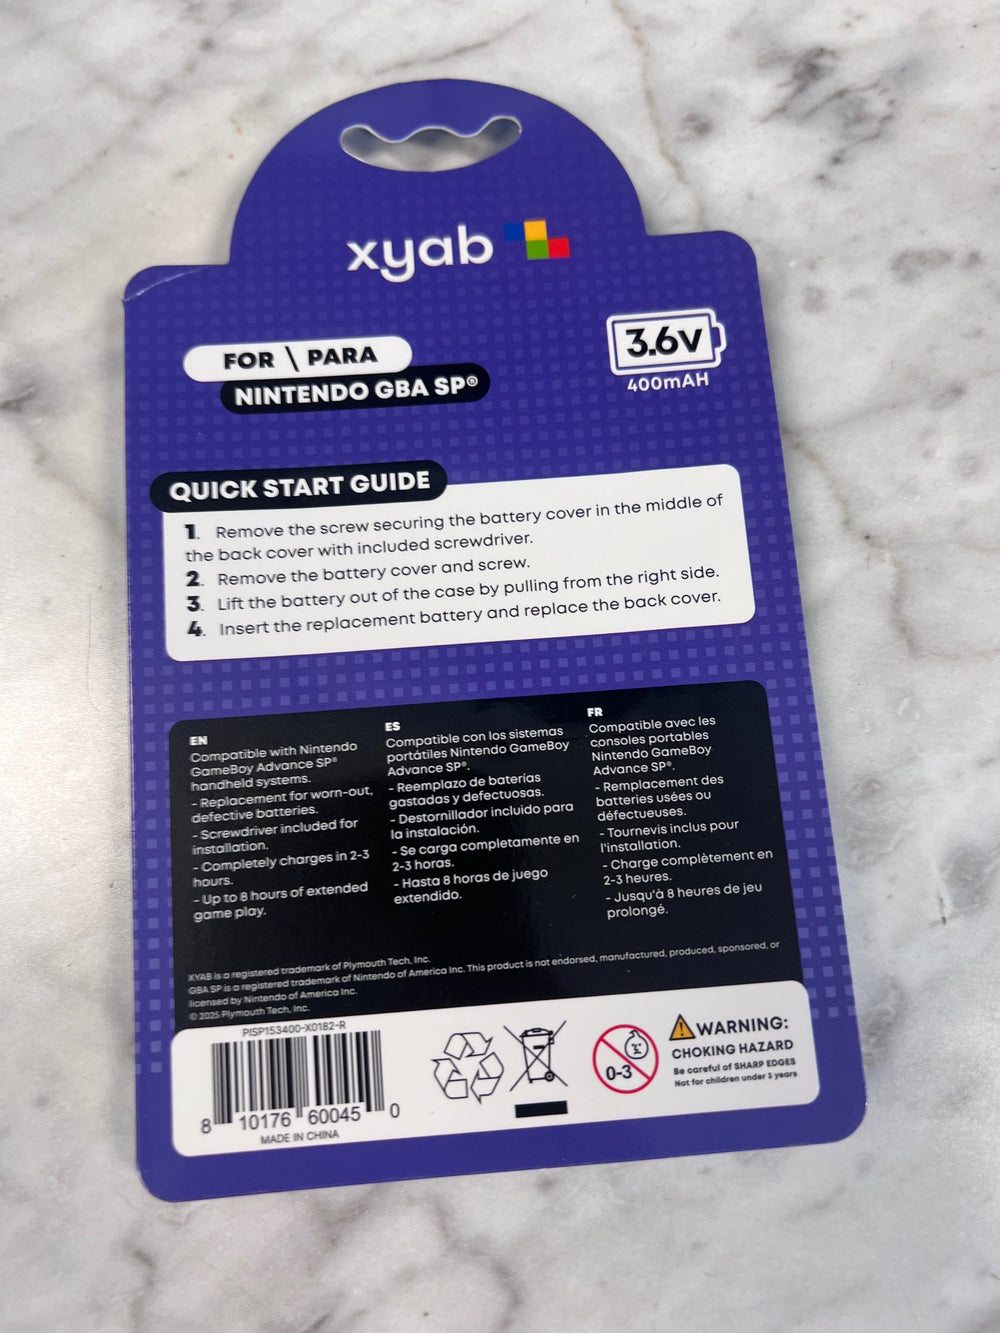 xyab
FOR \ PARA
NINTENDO GBA SP®
3.6V
400mAH
QUICK START GUIDE
1. Remove the screw securing the battery cover in the middle of
the back cover with included screwdriver.
2. Remove the battery cover and screw.
3. Lift the battery out of the case by pulling from the right side.
4. Insert the replacement battery and replace the back cover.
EN
Compatible with Nintendo
GameBoy Advance SP®
handheld systems.
- Replacement for worn-out,
defective batteries.
- Screwdriver included for
installation.
- Completely charges in 2-3
hours.
- Up to 8 hours of extended
game play.
ES
Compatible con los sistemas
portátiles Nintendo GameBoy
Advance SP®.
- Reemplazo de baterias
gastadas y defectuosas.
- Destornillador incluido para
la instalación.
- Se carga completamente en
2-3 horas.
- Hasta 8 horas de juego
extendido.
FR
Compatible avec les
consoles portables
Nintendo GameBoy
Advance SP®.
- Remplacement des
batteries usées ou
défectueuses.
- Tournevis inclus pour
l'installation.
- Charge complètement en
2-3 heures.
- Jusqu'à 8 heures de jeu
prolongé.
XYAB is a registered trademark of Plymouth Tech, Inc.
GBA SP is a registered trademark of Nintendo of America Inc. This product is not endorsed, manufactured, produced, sponsored, or
licensed by Nintendo of America Inc.
© 2025 Plymouth Tech, Inc.
PISP153400-X0182-R
8 10176 60045 0
MADE IN CHINA
0-3
WARNING:
CHOKING HAZARD
Be careful of SHARP EDGES
Not for children under 3 years